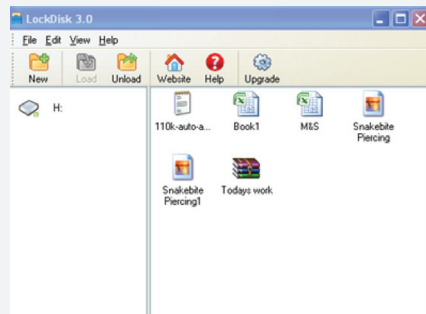 LockDisk 3.0
File Edit View Help
New Load Unload Website Help Upgrade
H:
110k-auto-a... Book1 M&S Snakebite
Piercing
Snakebite Todays work
Piercing1